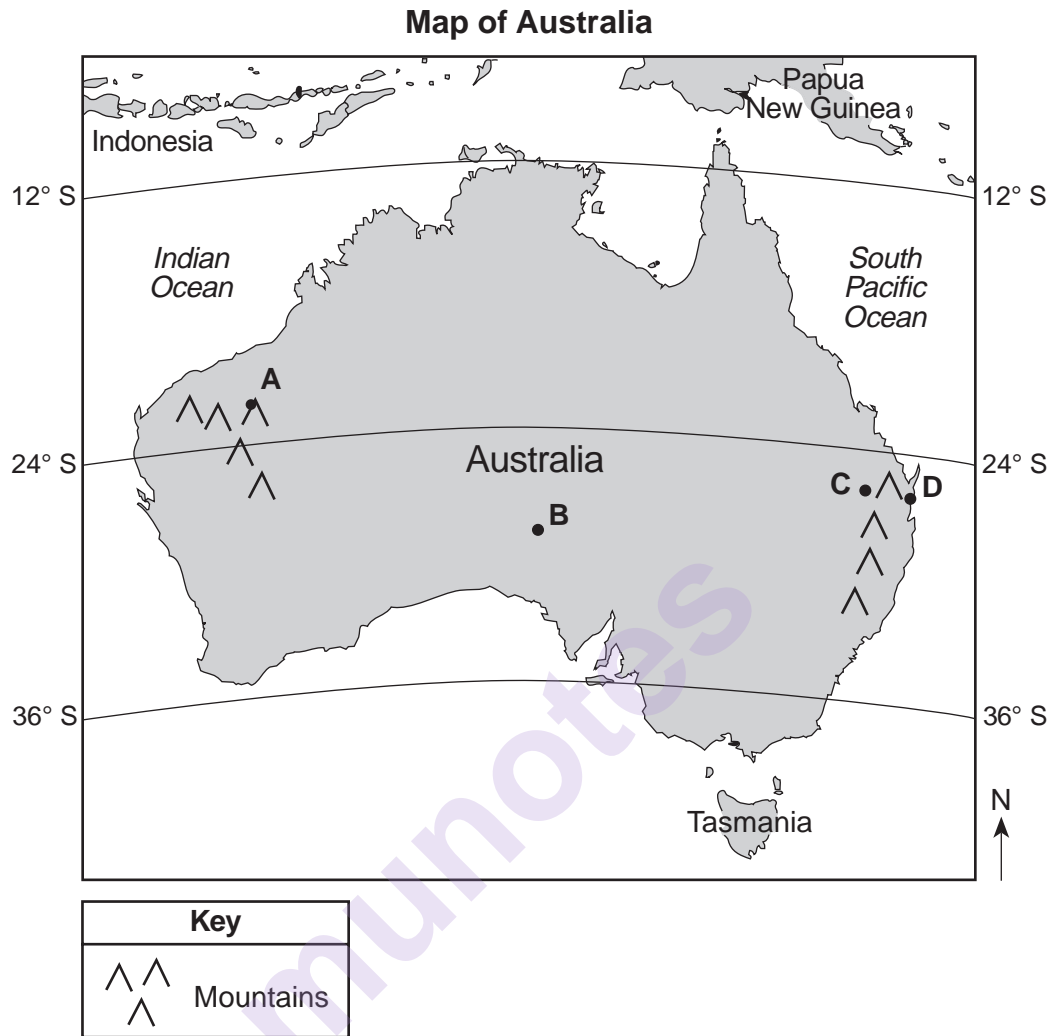 Map of Australia
Papua
New Guinea
Indonesia
12° S
12° S
Indian
Ocean
South
Pacific
Ocean
A
24° S
24° S
Australia
C
D
B
36° S
36° S
N
Tasmania
Key
Mountains
munotes